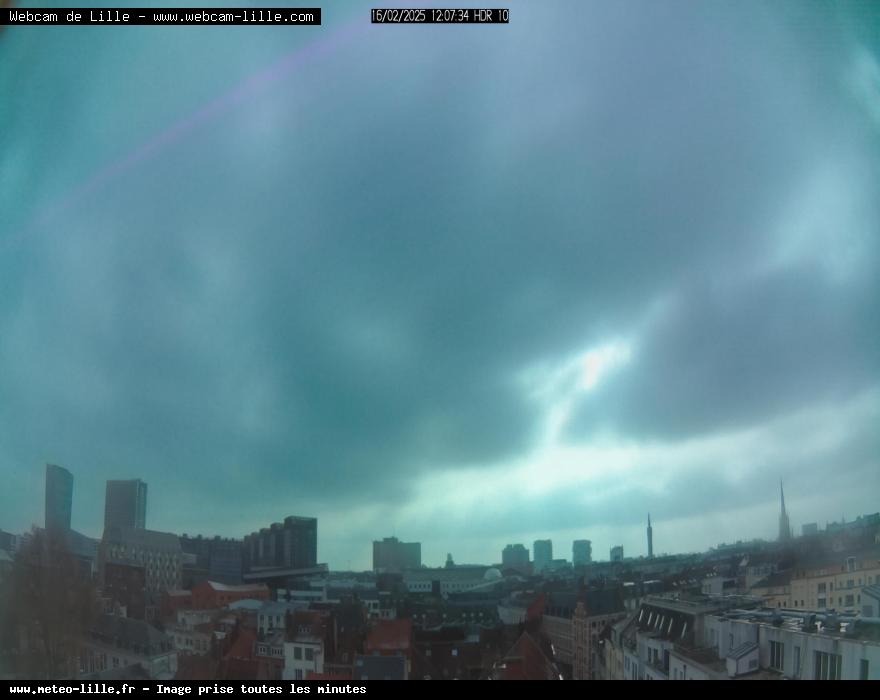 Webcam de Lille - www.webcam-lille.com
16/02/2025 12:07:34 HDR 10
www.meteo-lille.fr - Image prise toutes les minutes